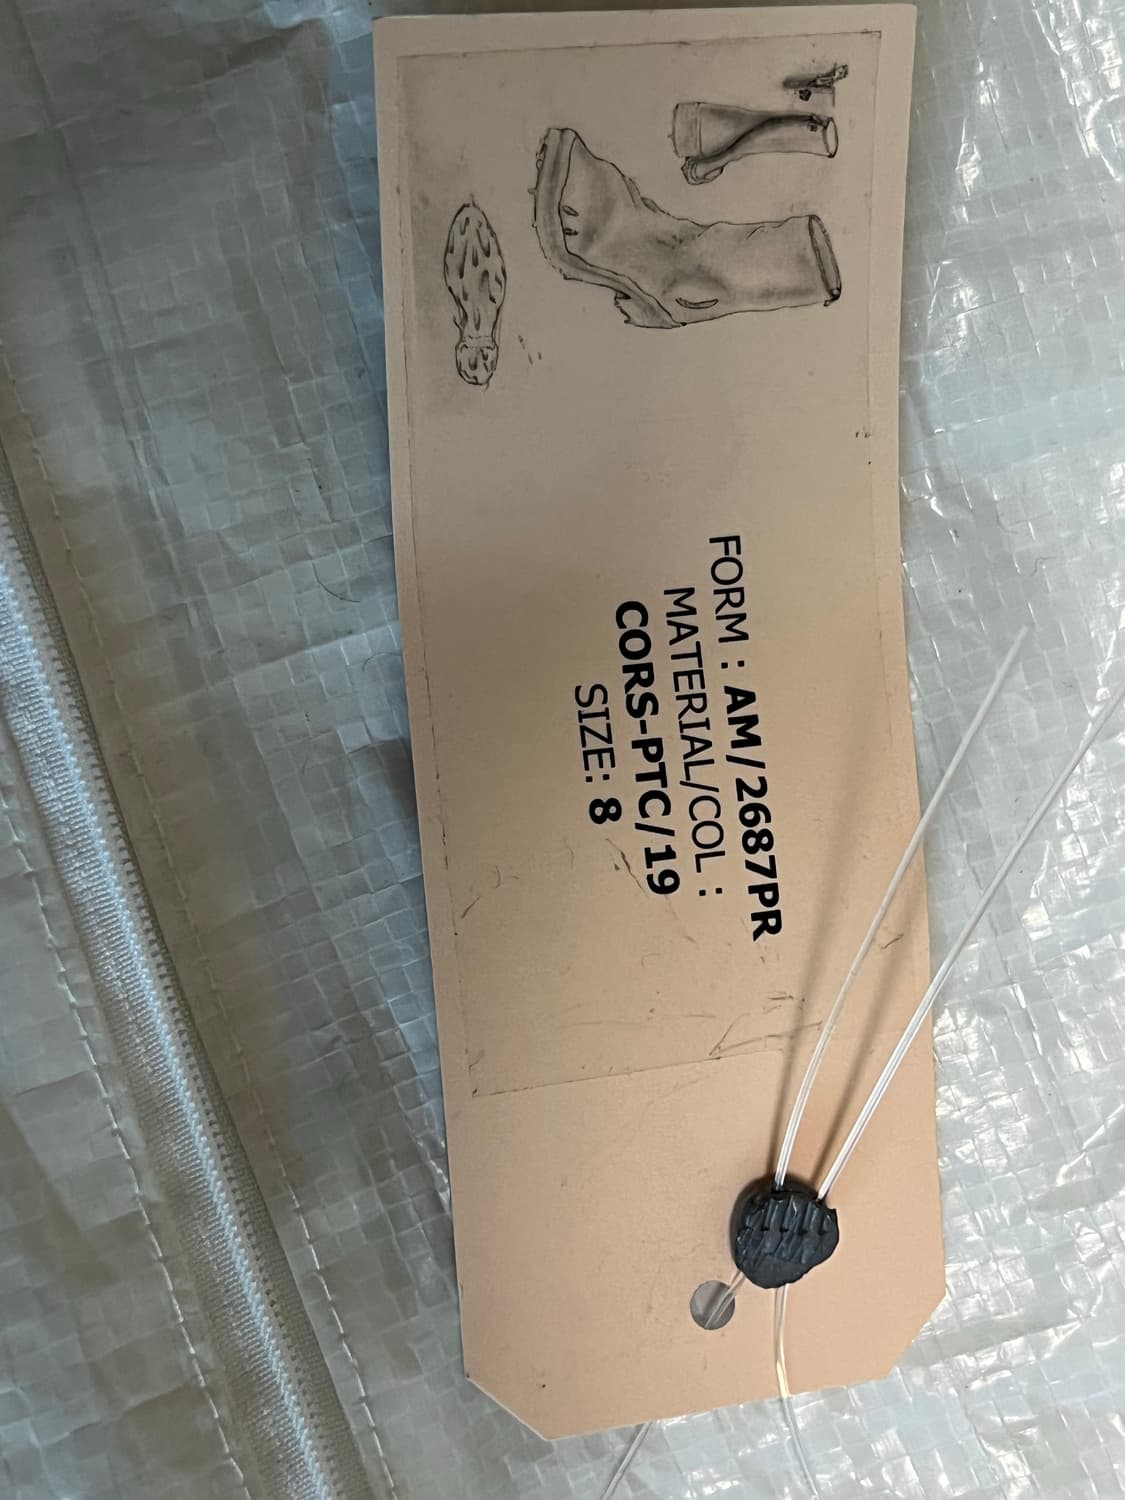 FORM : AM/2687PR
MATERIAL/COL :
CORS-PTC/19
SIZE: 8